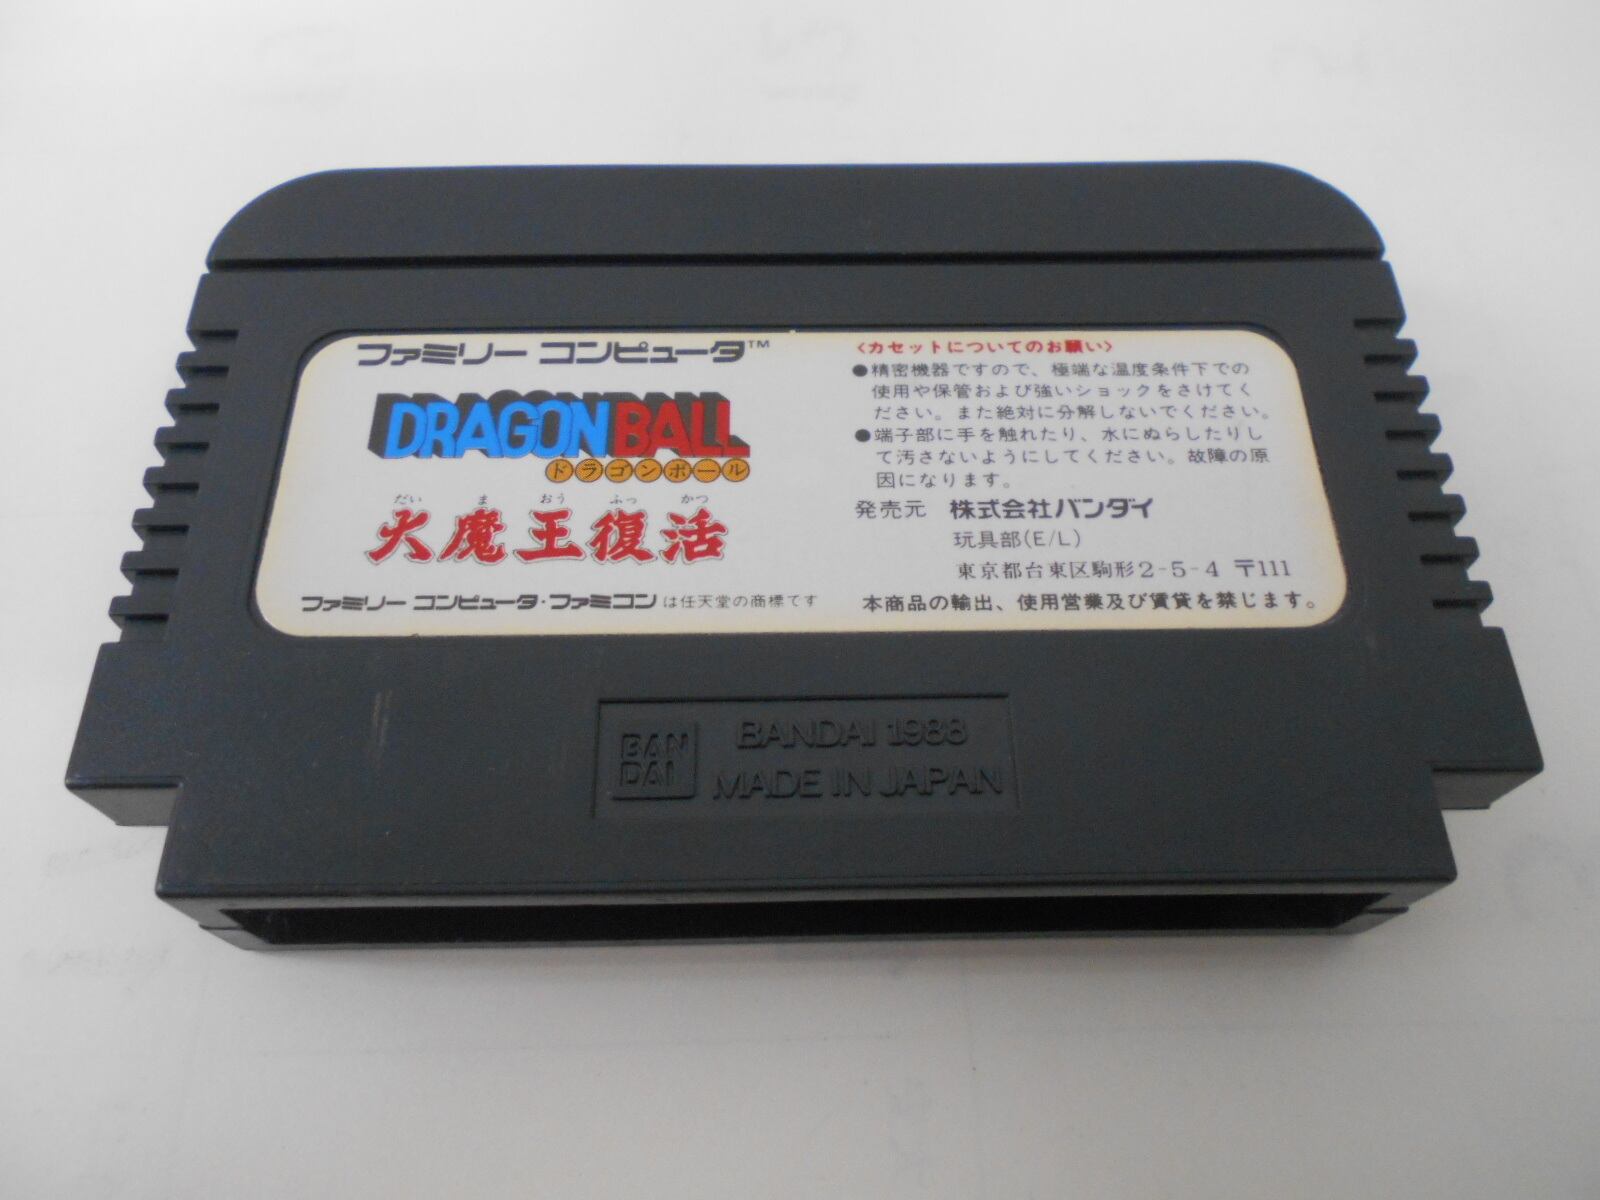 ファミリー コンピュータ™
DRAGON BALL
ドラゴンボール
だい ま おう ふっ かつ
大魔王復活
ファミリー コンピュータ・ファミコンは任天堂の商標です
〈カセットについてのお願い〉
●精密機器ですので、極端な温度条件下での
使用や保管および強いショックをさけてく
ださい。また絶対に分解しないでください。
●端子部に手を触れたり、水にぬらしたりし
て汚さないようにしてください。故障の原
因になります。
発売元 株式会社バンダイ
玩具部(E/L)
東京都台東区駒形2-5-4 〒111
本商品の輸出、使用営業及び賃貸を禁じます。
BAN
DAI
BANDAI 1988
MADE IN JAPAN